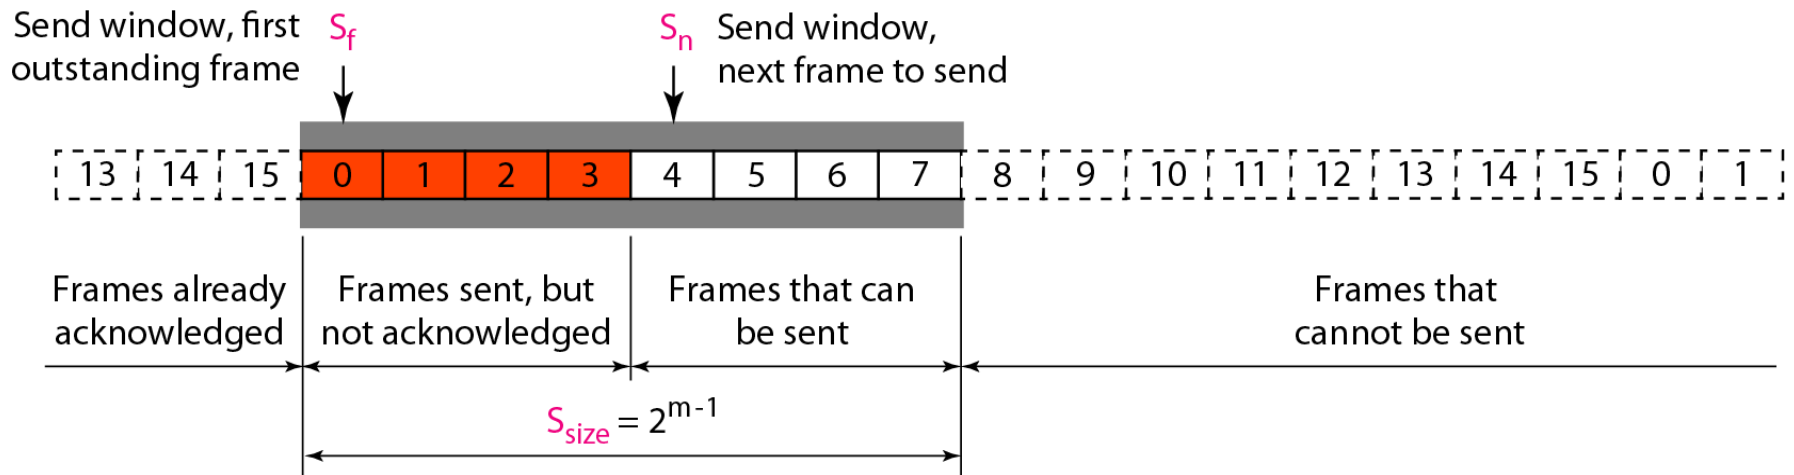 Send window, first
outstanding frame
Sf
Sn
Send window,
next frame to send
13 14 15 0 1 2 3 4 5 6 7 8 9 10 11 12 13 14 15 0 1
Frames already
acknowledged
Frames sent, but
not acknowledged
Frames that can
be sent
Frames that
cannot be sent
Ssize = 2^m-1